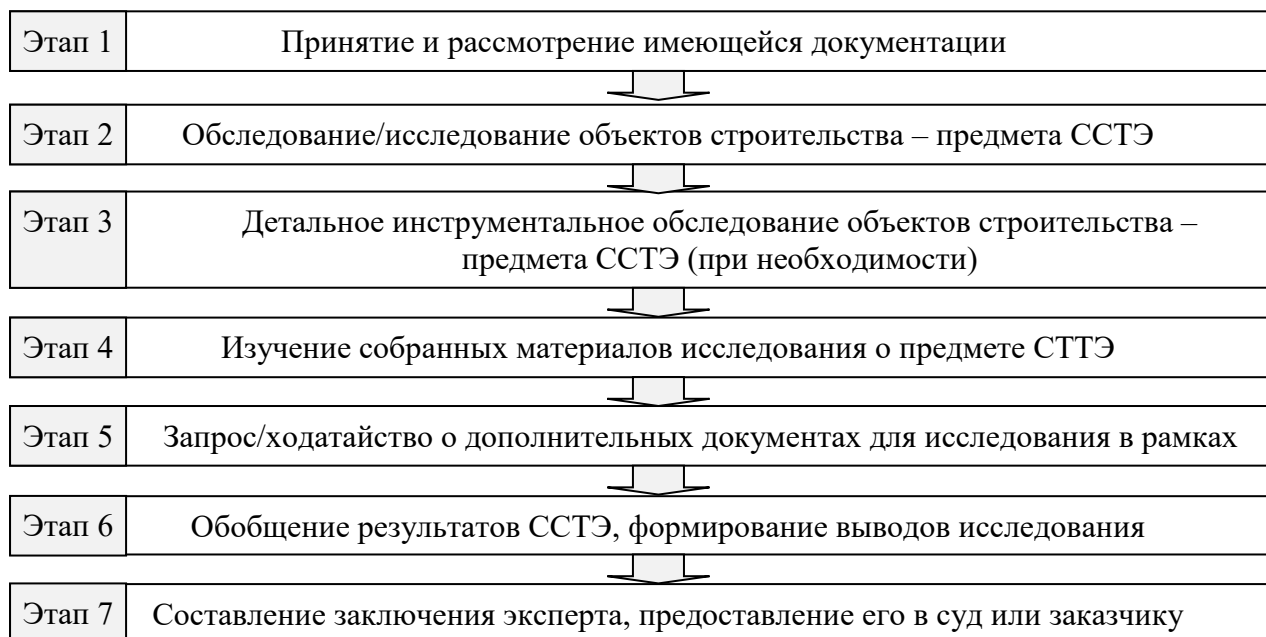 Этап 1 Принятие и рассмотрение имеющейся документации
Этап 2 Обследование/исследование объектов строительства – предмета ССТЭ
Этап 3 Детальное инструментальное обследование объектов строительства –
предмета ССТЭ (при необходимости)
Этап 4 Изучение собранных материалов исследования о предмете СТТЭ
Этап 5 Запрос/ходатайство о дополнительных документах для исследования в рамках
Этап 6 Обобщение результатов ССТЭ, формирование выводов исследования
Этап 7 Составление заключения эксперта, предоставление его в суд или заказчику